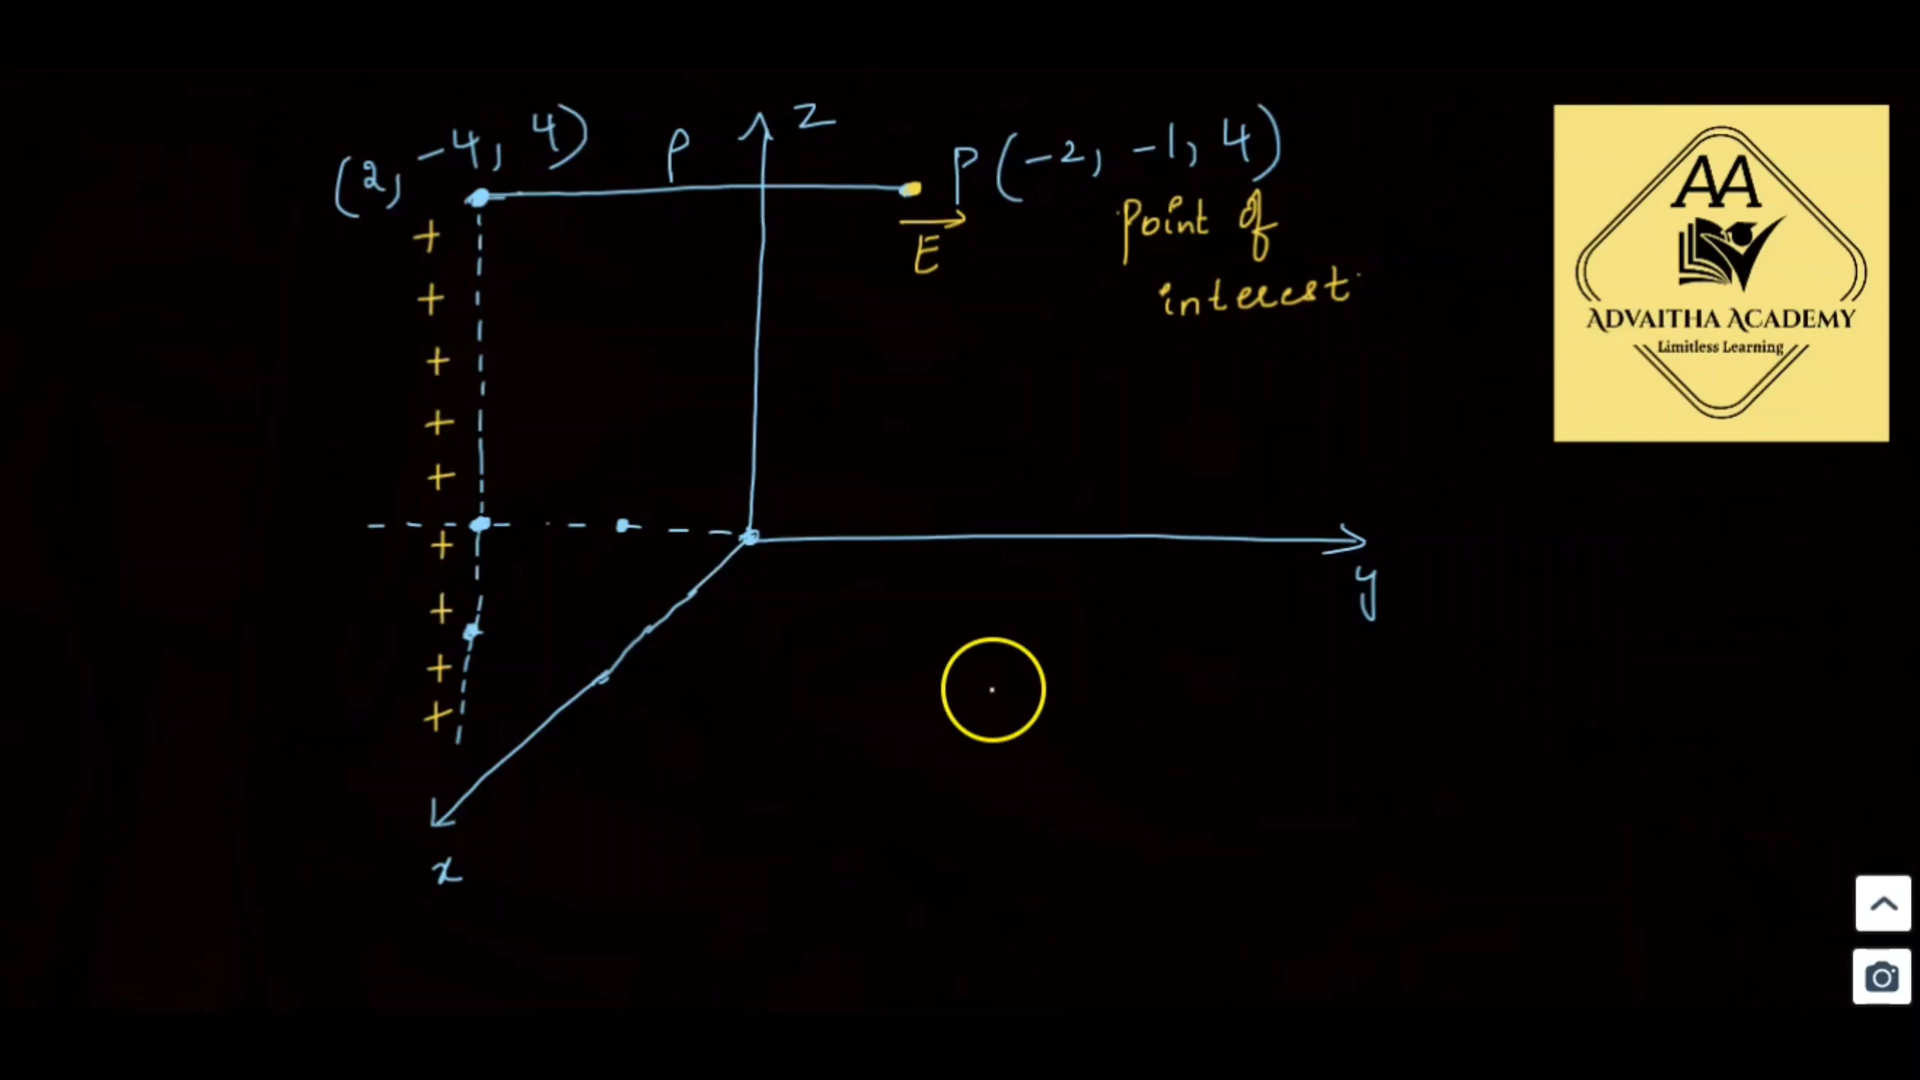 (2, -4, 4)
ρ
z
P(-2, -1, 4)
E
Point of
interest
+
+
+
+
+
+
+
+
+
y
x
AA
ADVAITHA ACADEMY
Limitless Learning